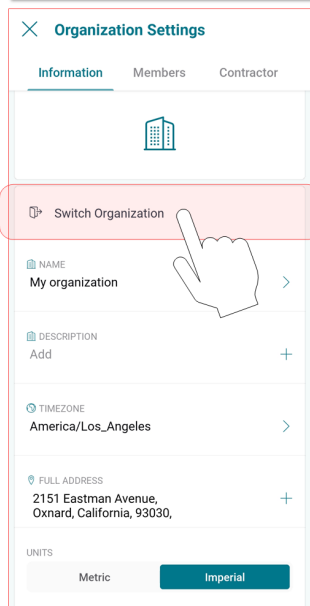 Organization Settings
Information Members Contractor
Switch Organization
NAME
My organization
DESCRIPTION
Add
TIMEZONE
America/Los_Angeles
FULL ADDRESS
2151 Eastman Avenue,
Oxnard, California, 93030,
UNITS
Metric Imperial